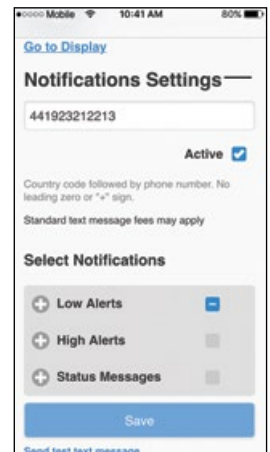 Mobile 10:41 AM 80%
Go to Display
Notifications Settings
441923212213
Active
Country code followed by phone number. No
leading zero or "+" sign.
Standard text message fees may apply
Select Notifications
Low Alerts
High Alerts
Status Messages
Save
Send test text message